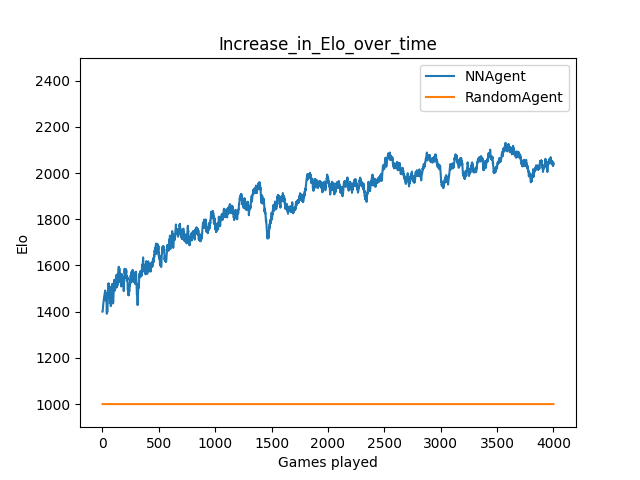 Increase_in_Elo_over_time
NNAgent
RandomAgent
2400
2200
2000
1800
1600
1400
1200
1000
Elo
0 500 1000 1500 2000 2500 3000 3500 4000
Games played